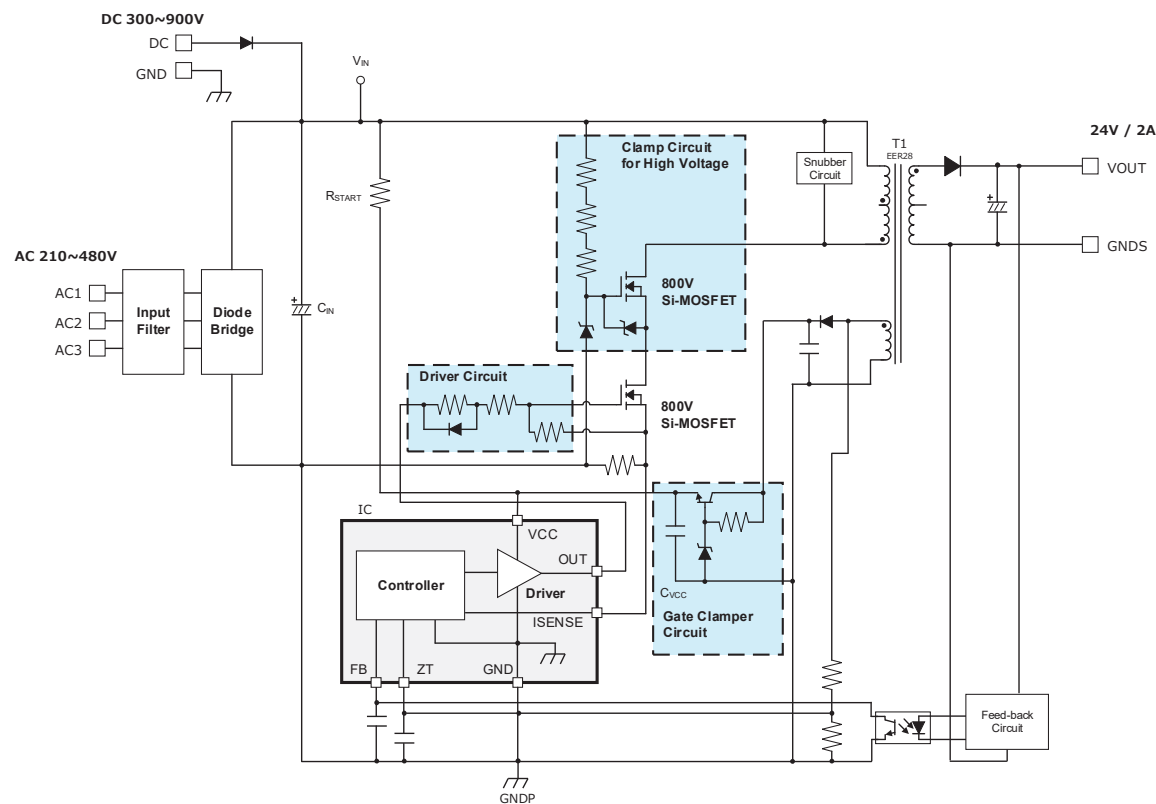 DC 300~900V
DC
GND
VIN
Clamp Circuit
for High Voltage
Snubber
Circuit
T1
EER28
24V / 2A
VOUT
GNDS
RSTART
800V
Si-MOSFET
AC 210~480V
AC1
AC2
AC3
Input
Filter
Diode
Bridge
CIN
Driver Circuit
800V
Si-MOSFET
IC
VCC
OUT
Controller
Driver
ISENSE
FB
ZT
GND
CVCC
Gate Clamper
Circuit
Feed-back
Circuit
GNDP